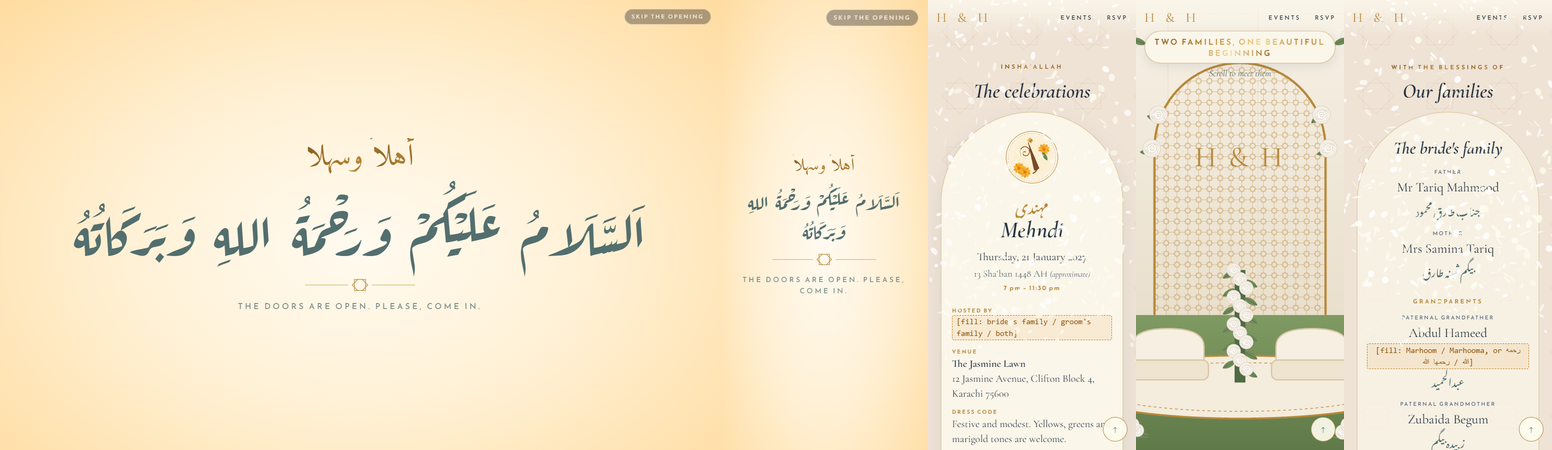 SKIP THE OPENING
أهلاً وسهلا
اَلسَّلَامُ عَلَيْكُمْ وَرَحْمَةُ اللهِ وَبَرَكَاتُهُ
THE DOORS ARE OPEN. PLEASE, COME IN.
SKIP THE OPENING
أهلاً وسهلا
اَلسَّلَامُ عَلَيْكُمْ وَرَحْمَةُ اللهِ
وَبَرَكَاتُهُ
THE DOORS ARE OPEN. PLEASE,
COME IN.
H & H
EVENTS RSVP
INSHA'ALLAH
The celebrations
مہندی
Mehndi
Thursday, 21 January 2027
13 Sha'ban 1448 AH (approximate)
7 pm – 11:30 pm
HOSTED BY
[fill: bride's family / groom's
family / both]
VENUE
The Jasmine Lawn
12 Jasmine Avenue, Clifton Block 4,
Karachi 75600
DRESS CODE
Festive and modest. Yellows, greens and
marigold tones are welcome.
↑
H & H
EVENTS RSVP
TWO FAMILIES, ONE BEAUTIFUL
BEGINNING
Scroll to meet them
H & H
↑
H & H
EVENTS RSVP
WITH THE BLESSINGS OF
Our families
The bride's family
FATHER
Mr Tariq Mahmood
جناب طارق محمود
MOTHER
Mrs Samina Tariq
بیگم ثمینہ طارق
GRANDPARENTS
PATERNAL GRANDFATHER
Abdul Hameed
[fill: Marhoom / Marhooma, or رحمه
الله / رحمها الله]
عبدالحمید
PATERNAL GRANDMOTHER
Zubaida Begum
زبیدہ بیگم
↑